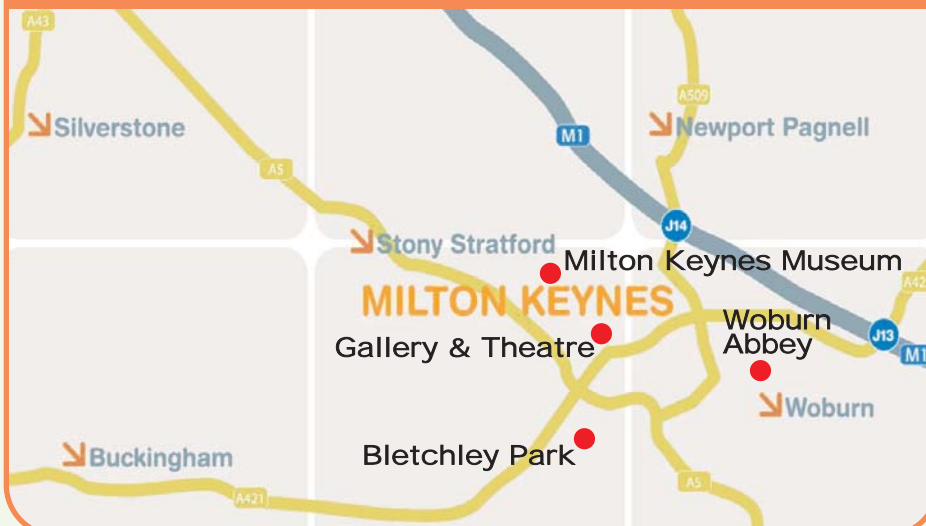 A43
A509
Silverstone
M1
Newport Pagnell
A5
J14
Stony Stratford
Milton Keynes Museum
MILTON KEYNES
A42
Woburn
Abbey
J13
Gallery & Theatre
M1
Woburn
Bletchley Park
Buckingham
A5
A421